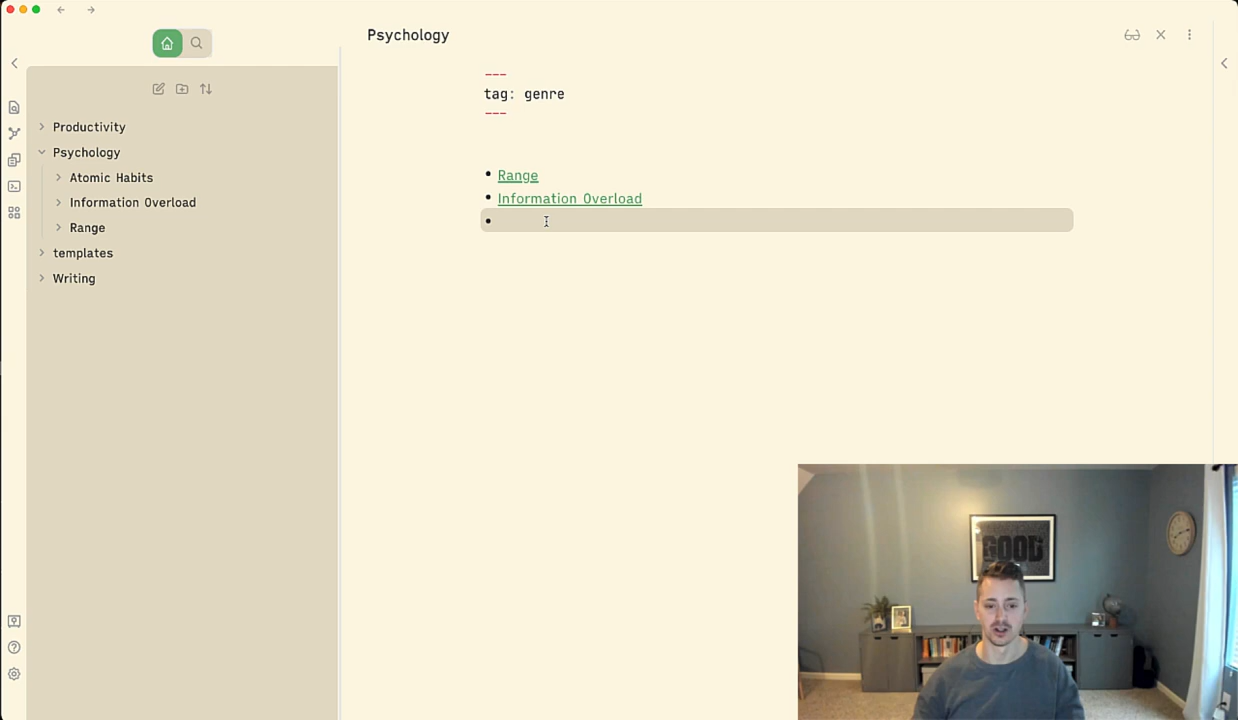 Psychology
Productivity
Psychology
Atomic Habits
Information Overload
Range
templates
Writing
---
tag: genre
---
• Range
• Information Overload
•
GOOD